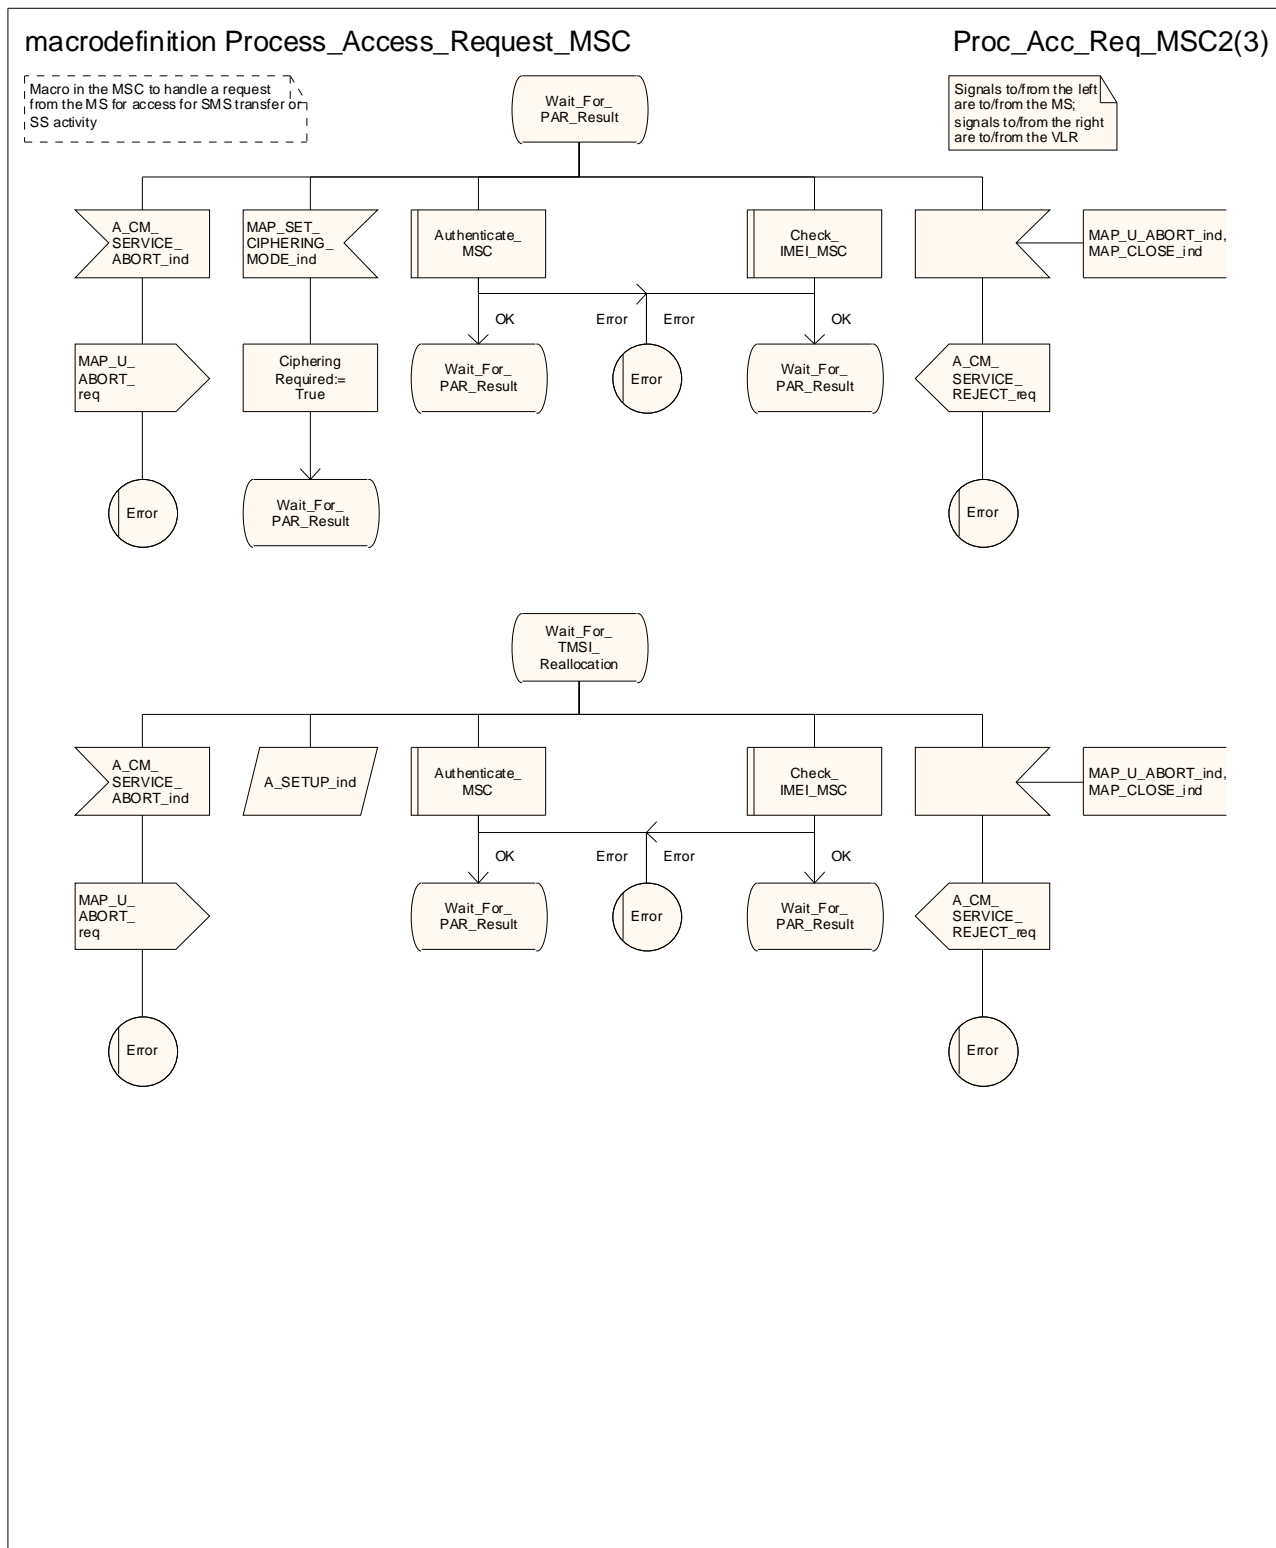 macrodefinition Process_Access_Request_MSC
Proc_Acc_Req_MSC2(3)
Macro in the MSC to handle a request
from the MS for access for SMS transfer or
SS activity
Wait_For_
PAR_Result
Signals to/from the left
are to/from the MS;
signals to/from the right
are to/from the VLR
A_CM_
SERVICE_
ABORT_ind
MAP_SET_
CIPHERING_
MODE_ind
Authenticate_
MSC
Check_
IMEI_MSC
MAP_U_ABORT_ind,
MAP_CLOSE_ind
OK
Error
Error
OK
MAP_U_
ABORT_
req
Ciphering
Required:=
True
Wait_For_
PAR_Result
Error
Wait_For_
PAR_Result
A_CM_
SERVICE_
REJECT_req
Error
Wait_For_
PAR_Result
Error
Wait_For_
TMSI_
Reallocation
A_CM_
SERVICE_
ABORT_ind
A_SETUP_ind
Authenticate_
MSC
Check_
IMEI_MSC
MAP_U_ABORT_ind,
MAP_CLOSE_ind
OK
Error
Error
OK
MAP_U_
ABORT_
req
Wait_For_
PAR_Result
Error
Wait_For_
PAR_Result
A_CM_
SERVICE_
REJECT_req
Error
Error